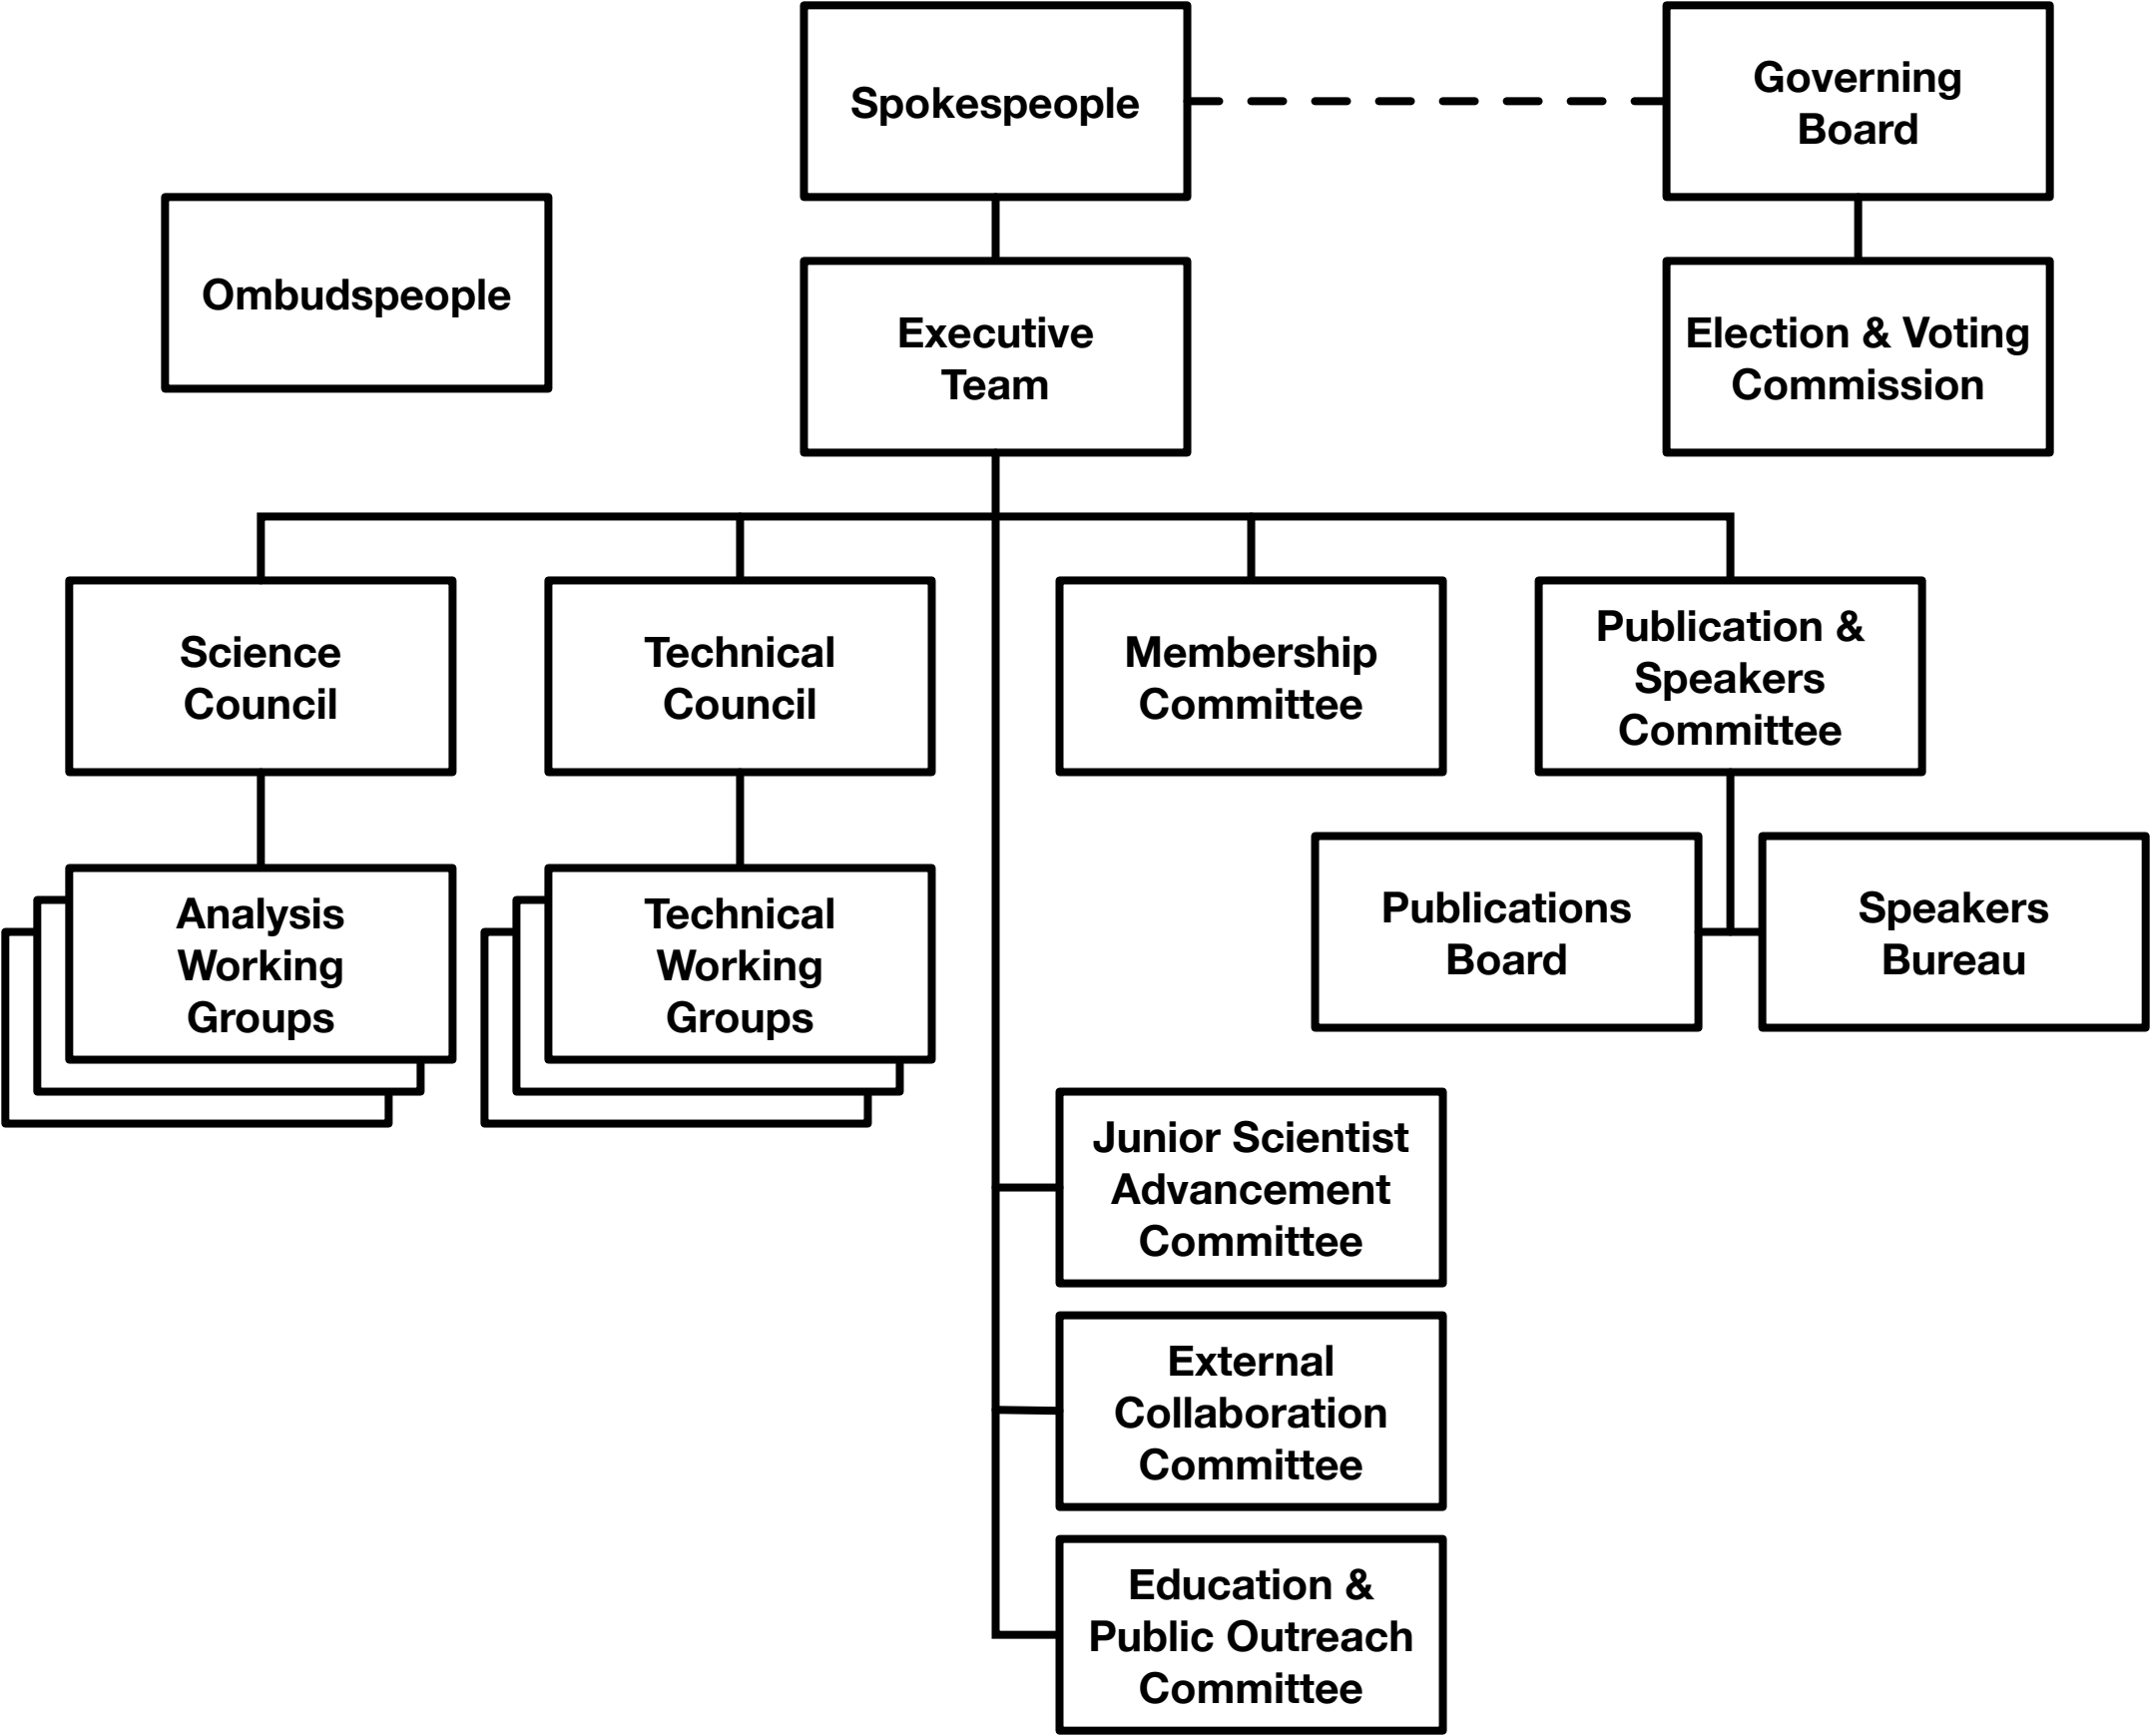 Spokespeople
Governing
Board
Ombudspeople
Executive
Team
Election & Voting
Commission
Science
Council
Technical
Council
Membership
Committee
Publication &
Speakers
Committee
Analysis
Working
Groups
Technical
Working
Groups
Publications
Board
Speakers
Bureau
Junior Scientist
Advancement
Committee
External
Collaboration
Committee
Education &
Public Outreach
Committee